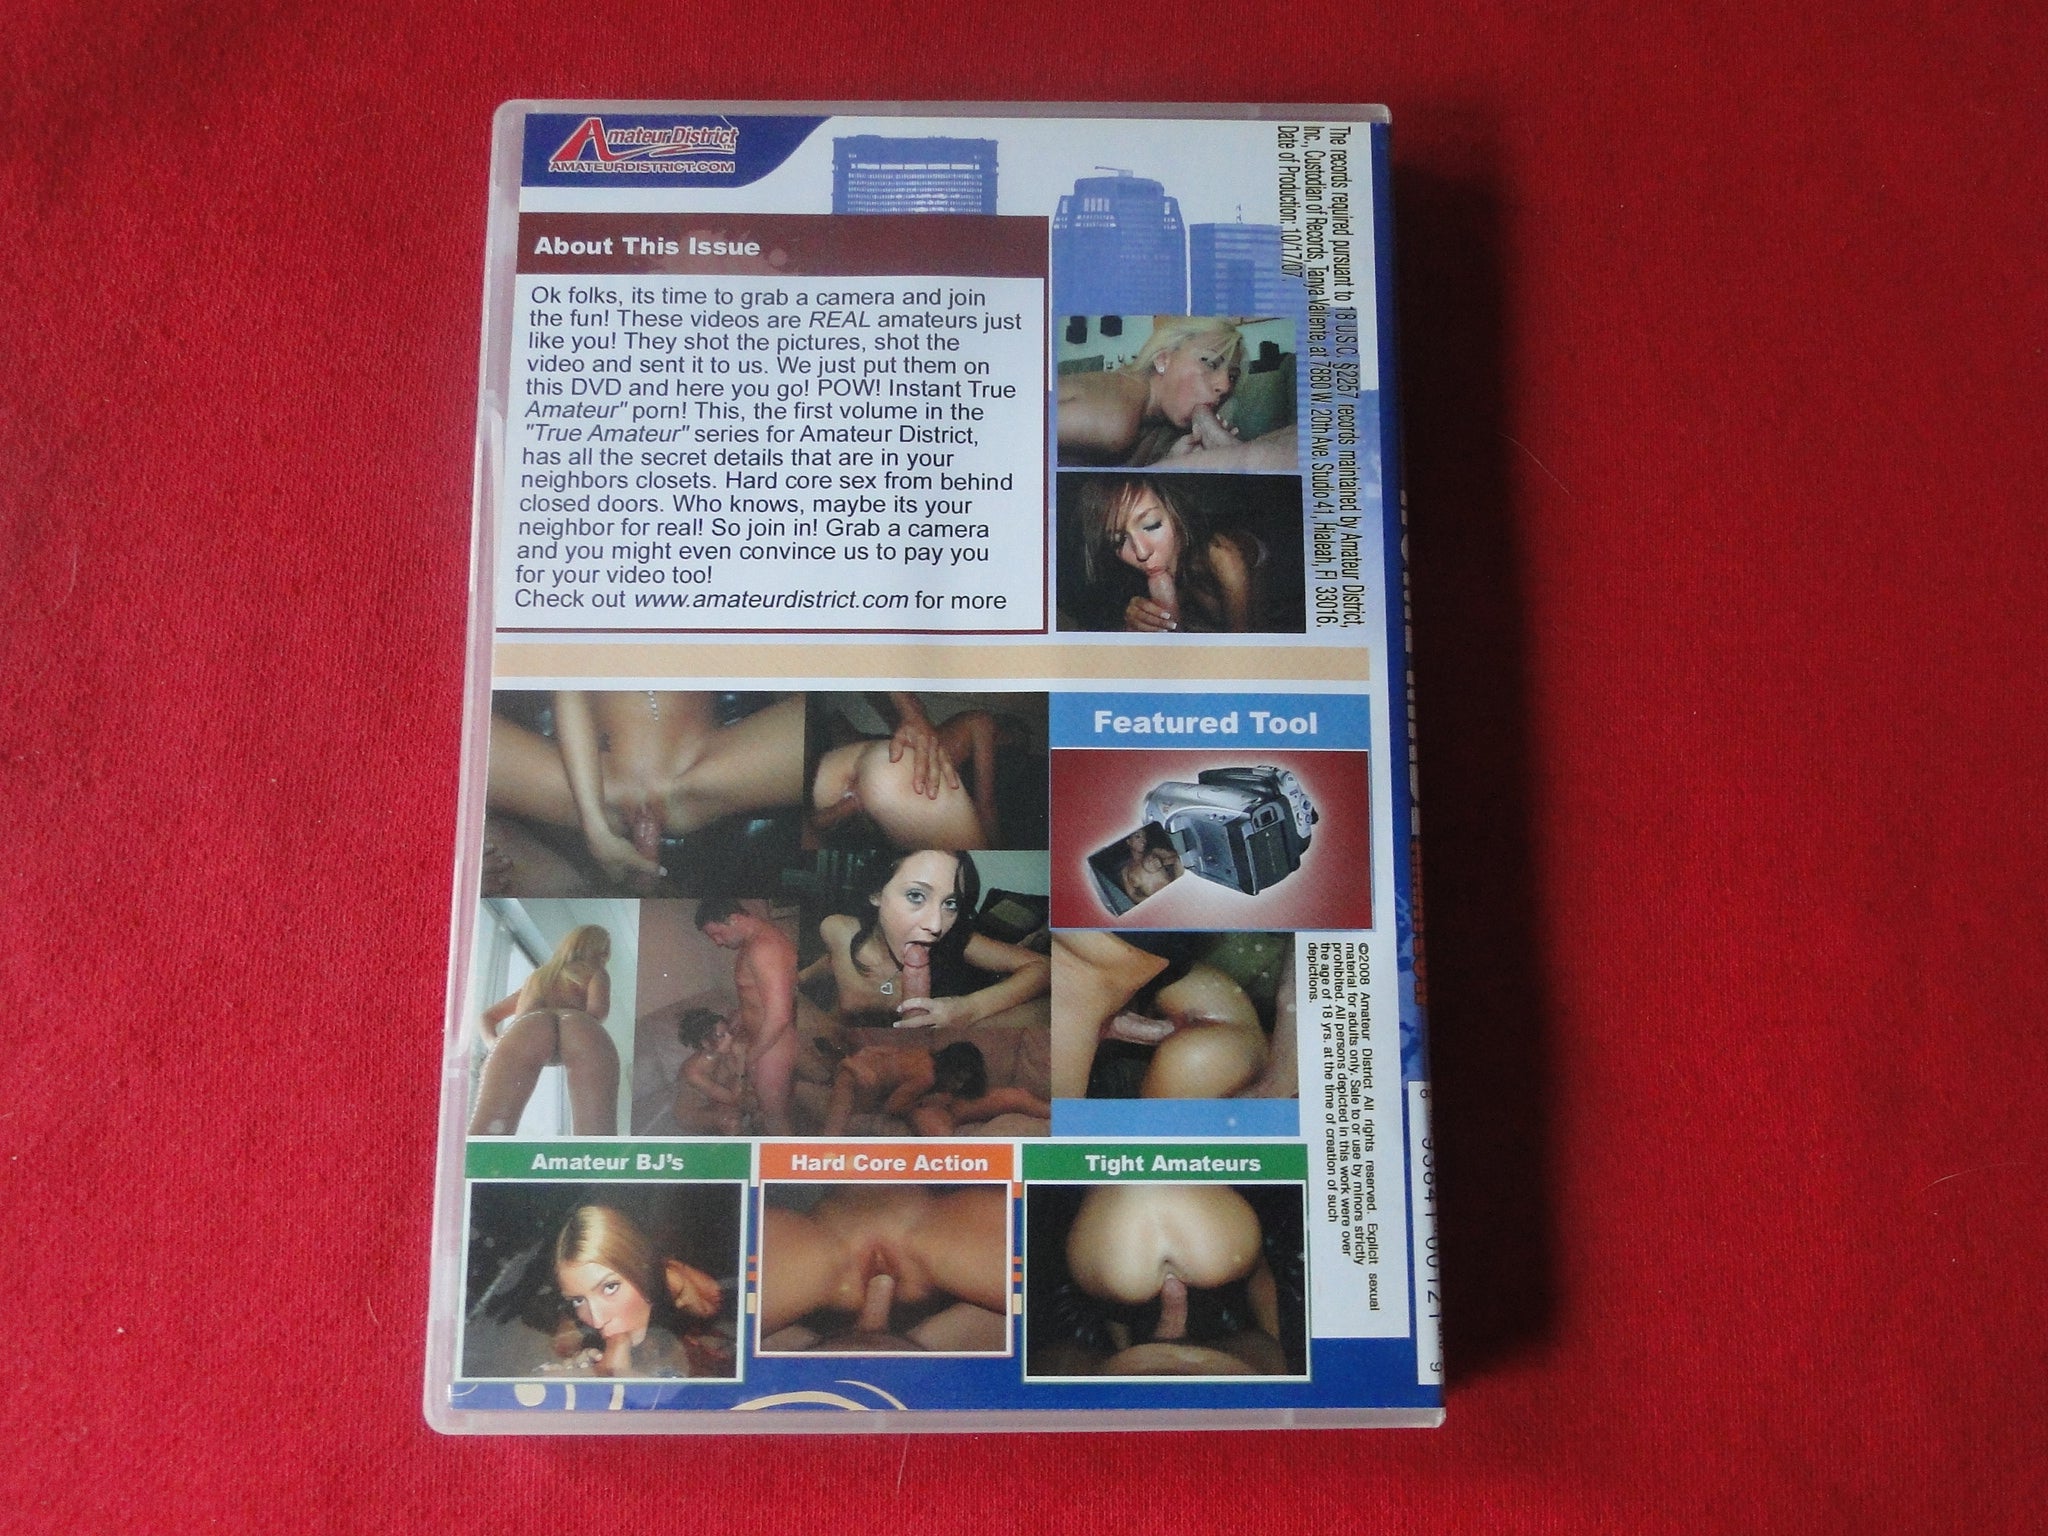 Amateur District
AMATEURDISTRICT.COM
About This Issue
Ok folks, its time to grab a camera and join
the fun! These videos are REAL amateurs just
like you! They shot the pictures, shot the
video and sent it to us. We just put them on
this DVD and here you go! POW! Instant True
Amateur" porn! This, the first volume in the
"True Amateur" series for Amateur District,
has all the secret details that are in your
neighbors closets. Hard core sex from behind
closed doors. Who knows, maybe its your
neighbor for real! So join in! Grab a camera
and you might even convince us to pay you
for your video too!
Check out www.amateurdistrict.com for more
The records required pursuant to 18 U.S.C. §2257 records maintained by Amateur District,
Inc., Custodian of Records, Tanya Valiente, at 7880 W. 20th Ave. Studio 41, Hialeah, Fl 33016.
Date of Production: 10/17/07
Featured Tool
©2008 Amateur District All rights reserved. Explicit sexual
material for adults only. Sale to or use by minors strictly
prohibited. All persons depicted in this work were over
the age of 18 yrs. at the time of creation of such
depictions.
Amateur BJ's
Hard Core Action
Tight Amateurs